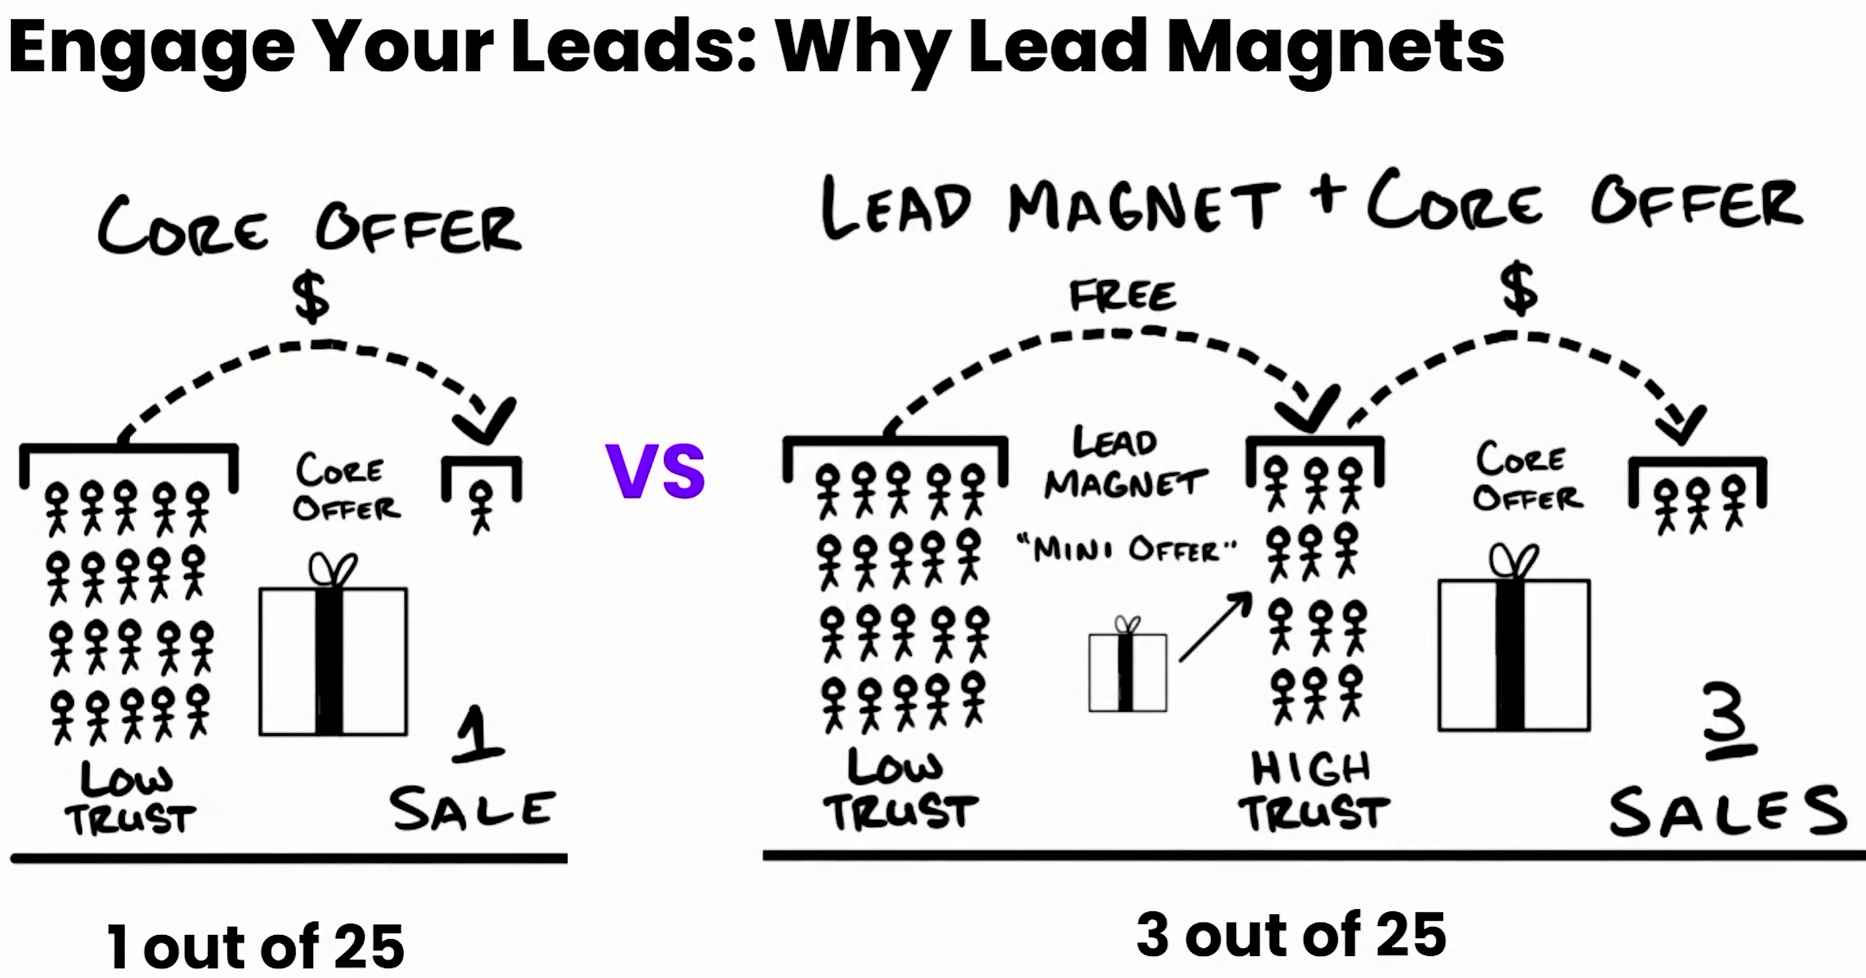 Engage Your Leads: Why Lead Magnets
CORE OFFER
$
CORE
OFFER
LOW
TRUST
1
SALE
1 out of 25
VS
LEAD MAGNET + CORE OFFER
FREE
$
LEAD
MAGNET
"MINI OFFER"
CORE
OFFER
LOW
TRUST
HIGH
TRUST
3
SALES
3 out of 25